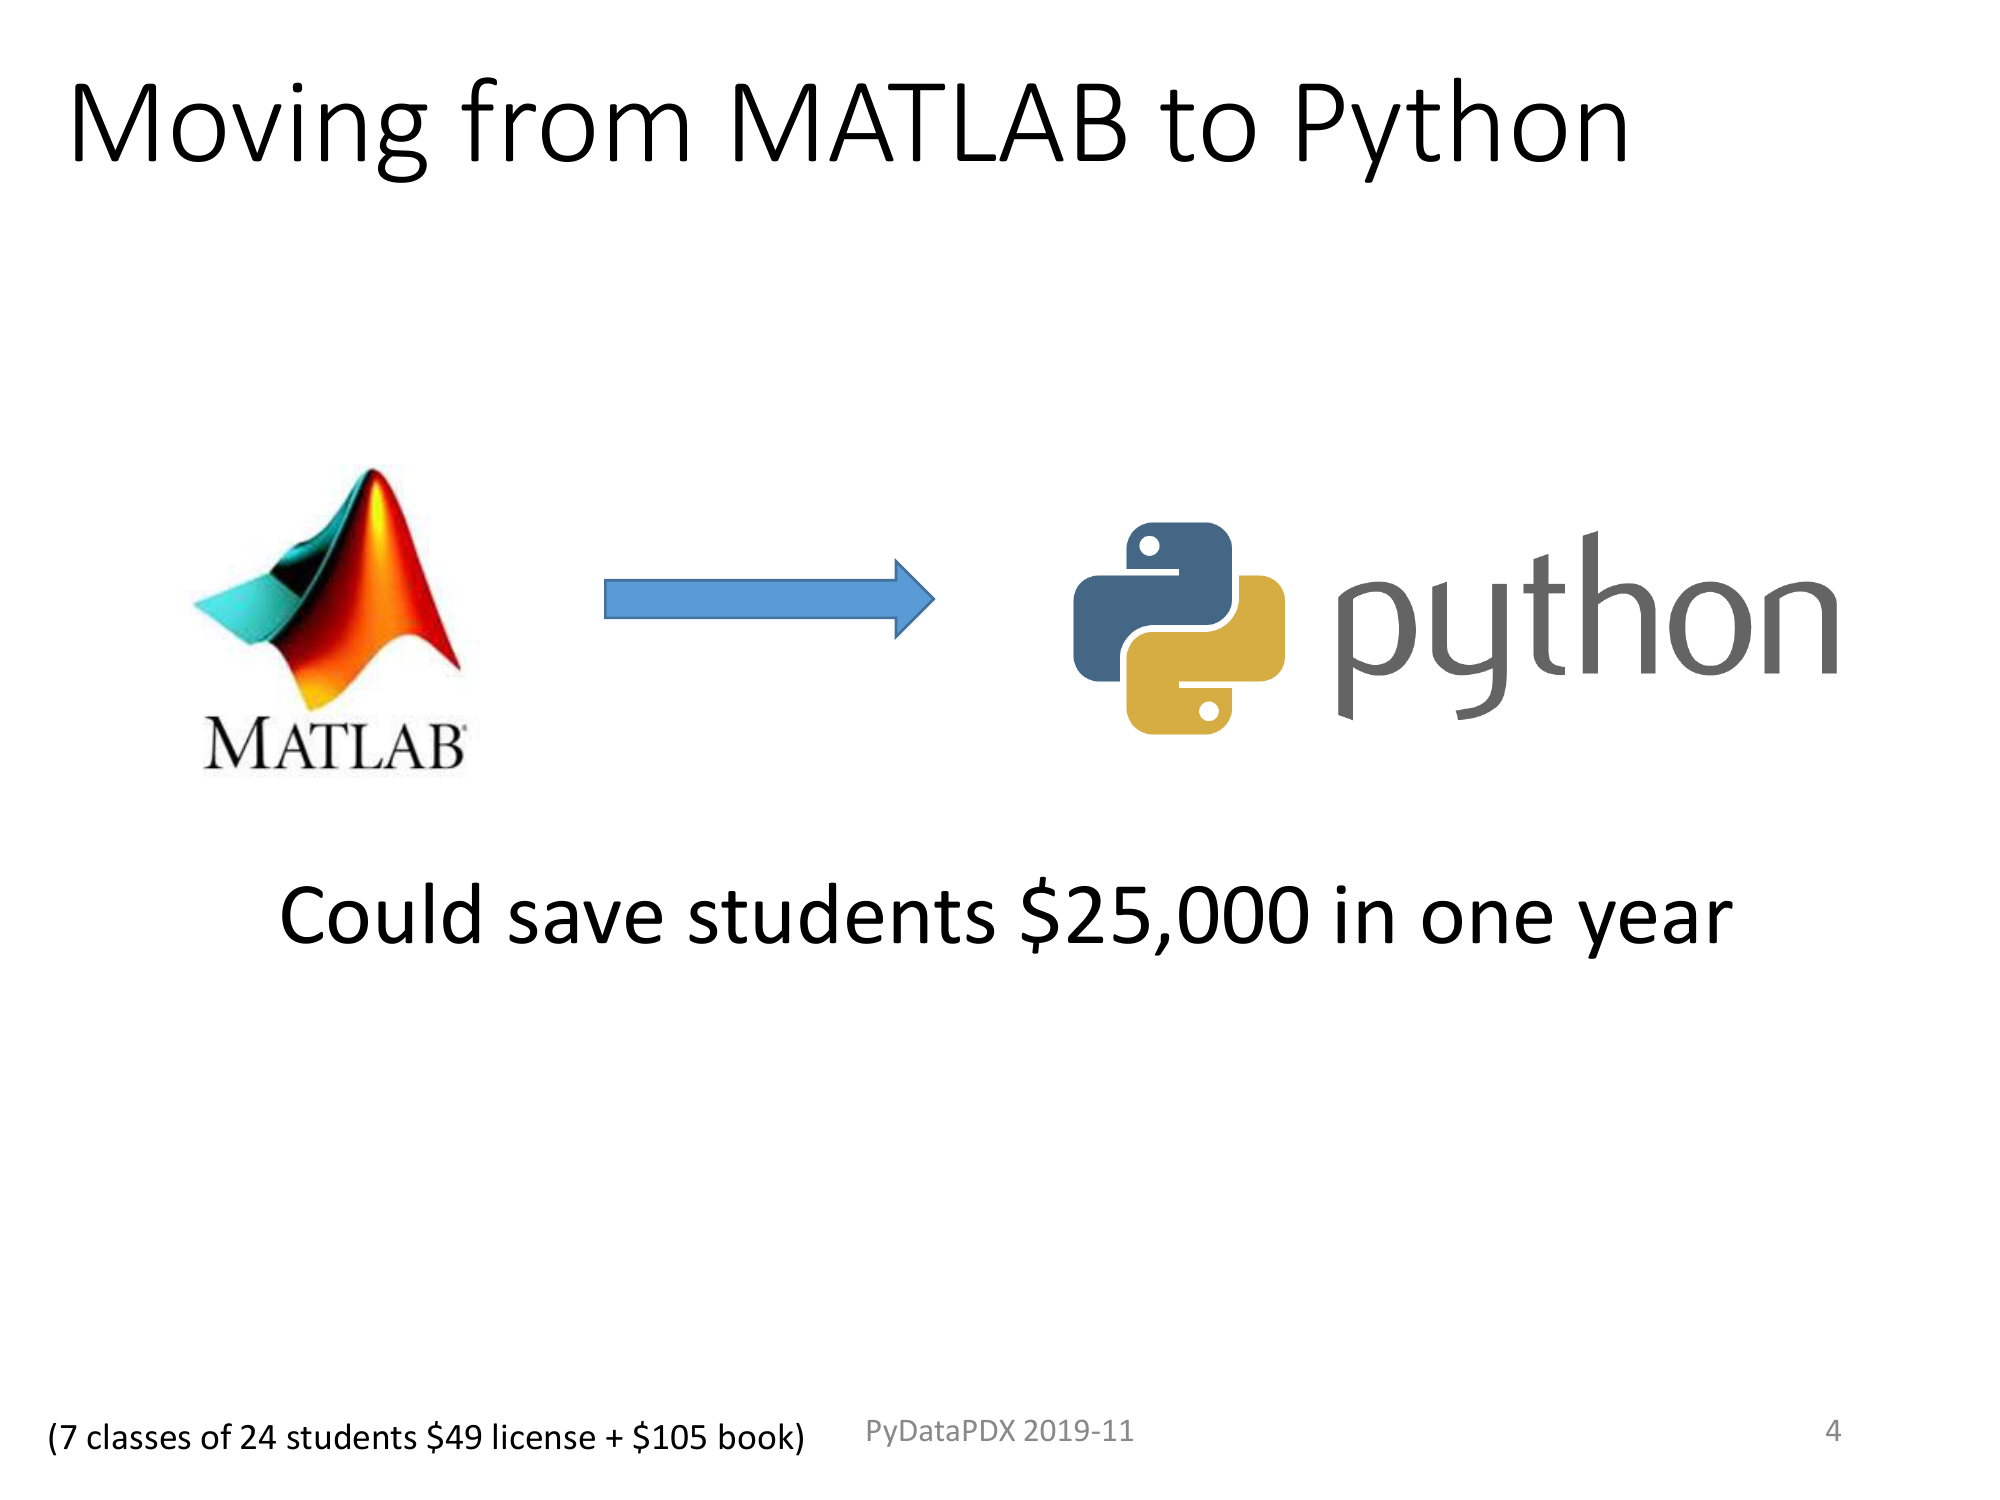 Moving from MATLAB to Python
MATLAB®
python
Could save students $25,000 in one year
(7 classes of 24 students $49 license + $105 book)
PyDataPDX 2019-11
4